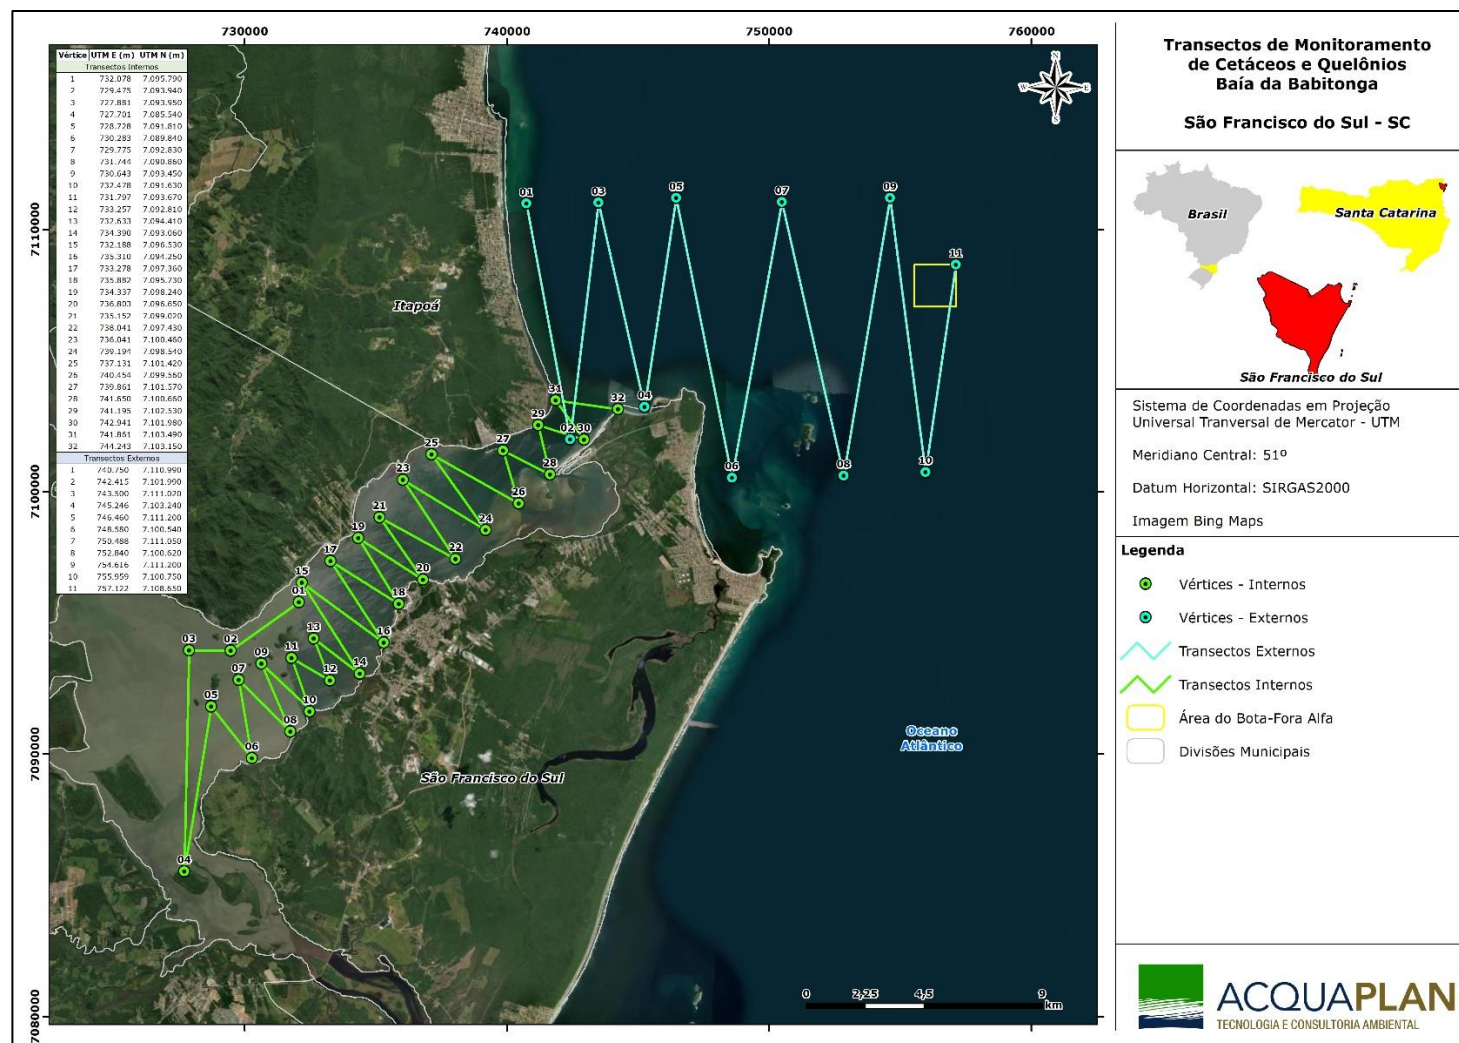 730000 740000 750000 760000
Vértice UTM E (m) UTM N (m)
Transectos Internos
1 732.078 7.095.790
2 729.475 7.093.940
3 727.881 7.093.950
4 727.701 7.085.540
5 728.728 7.091.810
6 730.283 7.089.840
7 729.775 7.092.830
8 731.744 7.090.860
9 730.643 7.093.450
10 732.478 7.091.630
11 731.797 7.093.670
12 733.257 7.092.810
13 732.633 7.094.410
14 734.390 7.093.060
15 732.188 7.096.530
16 735.310 7.094.250
17 733.278 7.097.360
18 735.882 7.095.730
19 734.337 7.098.240
20 736.803 7.096.650
21 735.152 7.099.020
22 738.041 7.097.430
23 736.041 7.100.460
24 739.194 7.098.540
25 737.131 7.101.420
26 740.454 7.099.560
27 739.861 7.101.570
28 741.650 7.100.660
29 741.195 7.102.530
30 742.941 7.101.980
31 741.861 7.103.490
32 744.243 7.103.150
Transectos Externos
1 740.750 7.110.990
2 742.415 7.101.990
3 743.500 7.111.020
4 745.246 7.103.240
5 746.460 7.111.200
6 748.580 7.100.540
7 750.488 7.111.050
8 752.840 7.100.620
9 754.616 7.111.200
10 755.959 7.100.750
11 757.122 7.108.650
7110000
7100000
7090000
7080000
N
W E
S
01 03 05 07 09
11
Itapoá
31
32 04
29
02 30
27
25
28
23
06 08 10
26
21
24
19
22
17
20
15
01
18
13
16
03 02
11
09
14
12
07
05
10
08
06
Oceano
Atlântico
São Francisco do Sul
04
0 2,25 4,5 9
km
Transectos de Monitoramento
de Cetáceos e Quelônios
Baía da Babitonga
São Francisco do Sul - SC
Brasil
Santa Catarina
São Francisco do Sul
Sistema de Coordenadas em Projeção
Universal Tranversal de Mercator - UTM
Meridiano Central: 51º
Datum Horizontal: SIRGAS2000
Imagem Bing Maps
Legenda
Vértices - Internos
Vértices - Externos
Transectos Externos
Transectos Internos
Área do Bota-Fora Alfa
Divisões Municipais
ACQUAPLAN
TECNOLOGIA E CONSULTORIA AMBIENTAL